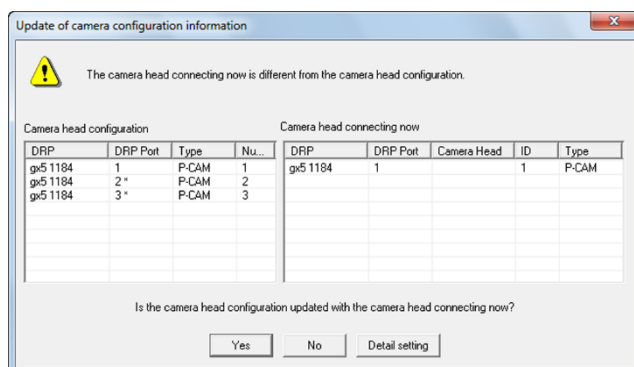 Update of camera configuration information
The camera head connecting now is different from the camera head configuration.
Camera head configuration
DRP DRP Port Type Nu...
gx5 1184 1 P-CAM 1
gx5 1184 2 * P-CAM 2
gx5 1184 3 * P-CAM 3
Camera head connecting now
DRP DRP Port Camera Head ID Type
gx5 1184 1 1 P-CAM
Is the camera head configuration updated with the camera head connecting now?
Yes No Detail setting